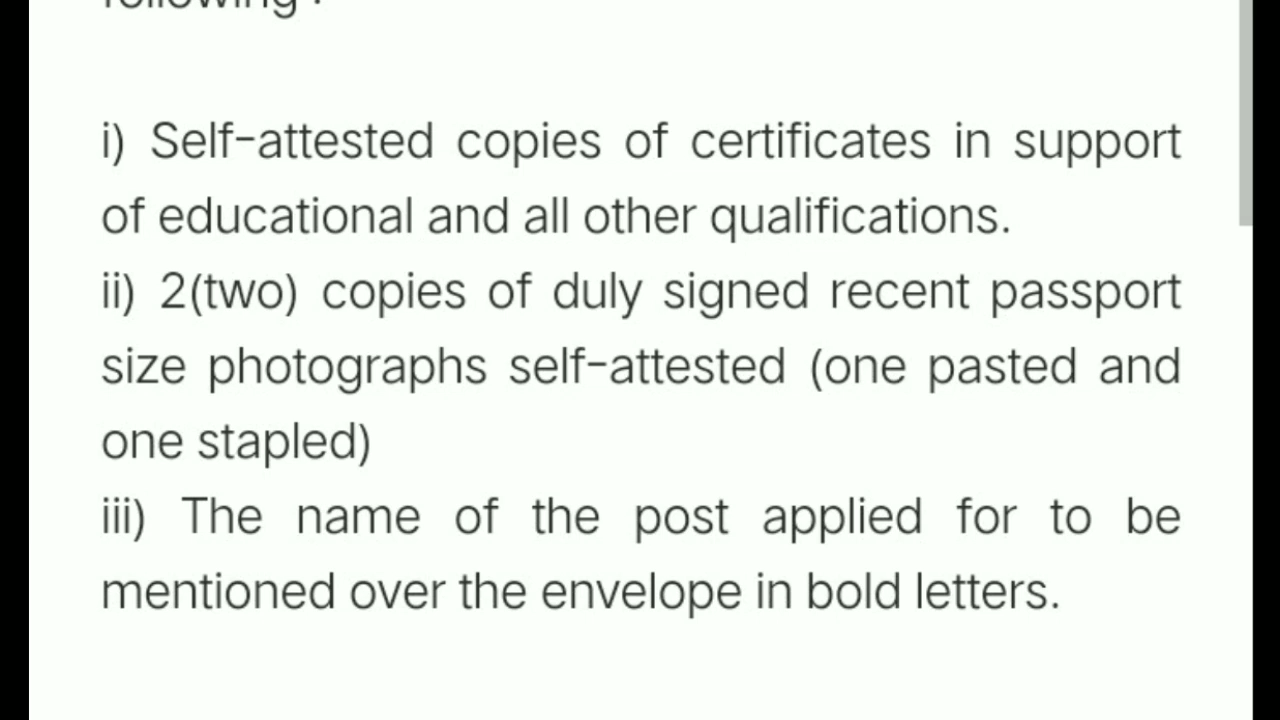 following :
i) Self-attested copies of certificates in support
of educational and all other qualifications.
ii) 2(two) copies of duly signed recent passport
size photographs self-attested (one pasted and
one stapled)
iii) The name of the post applied for to be
mentioned over the envelope in bold letters.